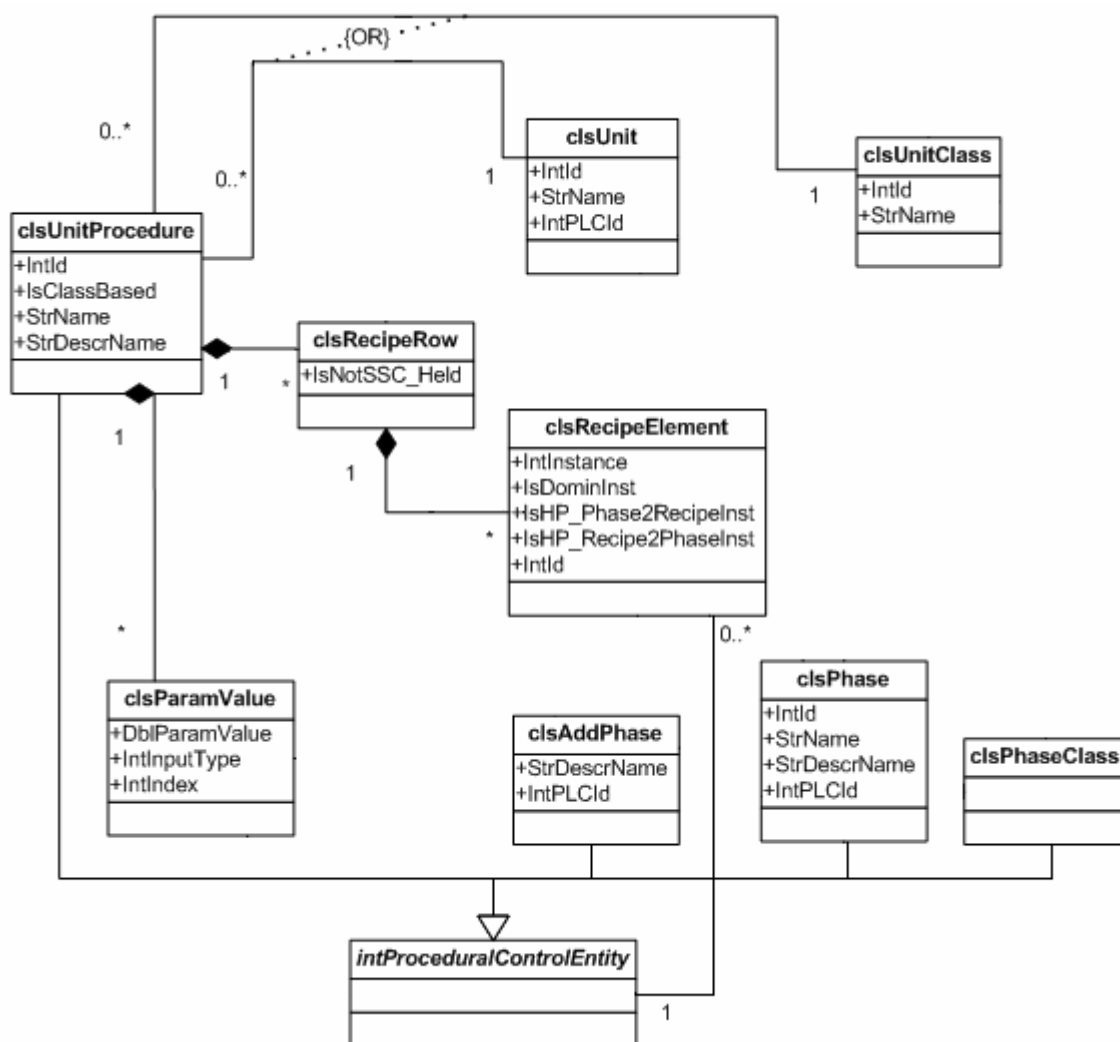 {OR}
0..*
0..*
clsUnit
+IntId
+StrName
+IntPLCId
1
clsUnitClass
+IntId
+StrName
1
clsUnitProcedure
+IntId
+IsClassBased
+StrName
+StrDescrName
1
*
clsRecipeRow
+IsNotSSC_Held
1
1
*
clsRecipeElement
+IntInstance
+IsDominInst
+IsHP_Phase2RecipeInst
+IsHP_Recipe2PhaseInst
+IntId
0..*
*
clsParamValue
+DblParamValue
+IntInputType
+IntIndex
clsAddPhase
+StrDescrName
+IntPLCId
clsPhase
+IntId
+StrName
+StrDescrName
+IntPLCId
clsPhaseClass
intProceduralControlEntity
1